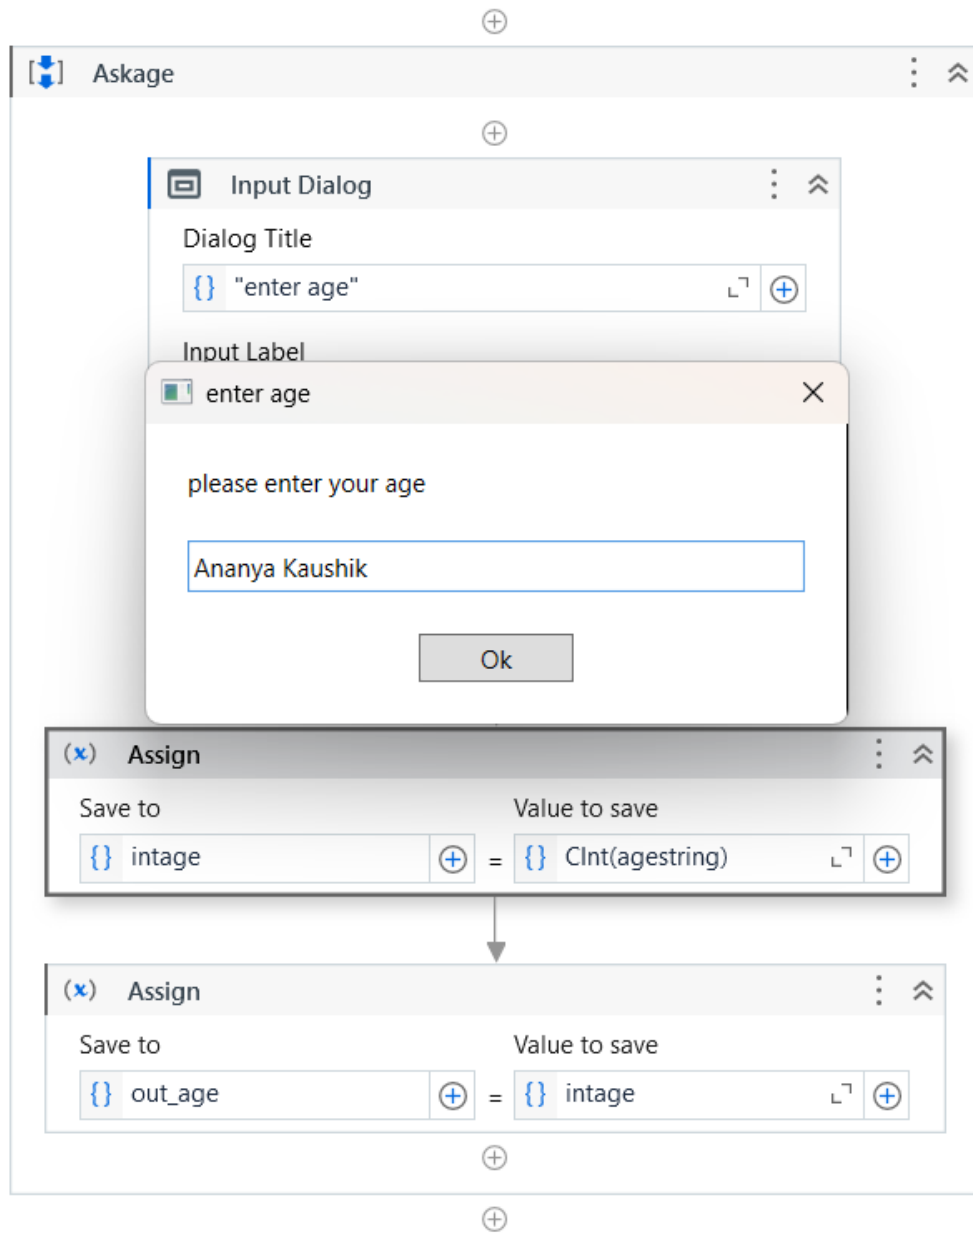 Askage
Input Dialog
Dialog Title
{} "enter age"
Input Label
enter age
please enter your age
Ananya Kaushik
Ok
(x) Assign
Save to Value to save
{} intage = {} CInt(agestring)
(x) Assign
Save to Value to save
{} out_age = {} intage